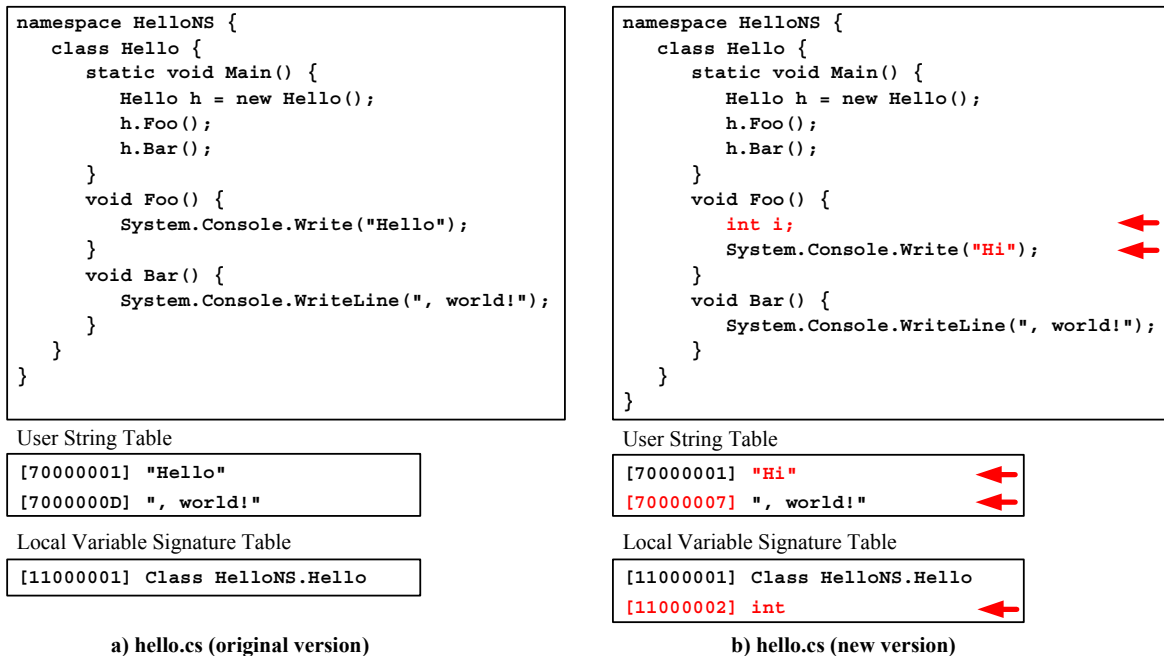 namespace HelloNS {
class Hello {
static void Main() {
Hello h = new Hello();
h.Foo();
h.Bar();
}
void Foo() {
System.Console.Write("Hello");
}
void Bar() {
System.Console.WriteLine(", world!");
}
}
}
User String Table
[70000001] "Hello"
[7000000D] ", world!"
Local Variable Signature Table
[11000001] Class HelloNS.Hello
a) hello.cs (original version)
namespace HelloNS {
class Hello {
static void Main() {
Hello h = new Hello();
h.Foo();
h.Bar();
}
void Foo() {
int i;
System.Console.Write("Hi");
}
void Bar() {
System.Console.WriteLine(", world!");
}
}
}
User String Table
[70000001] "Hi"
[70000007] ", world!"
Local Variable Signature Table
[11000001] Class HelloNS.Hello
[11000002] int
b) hello.cs (new version)